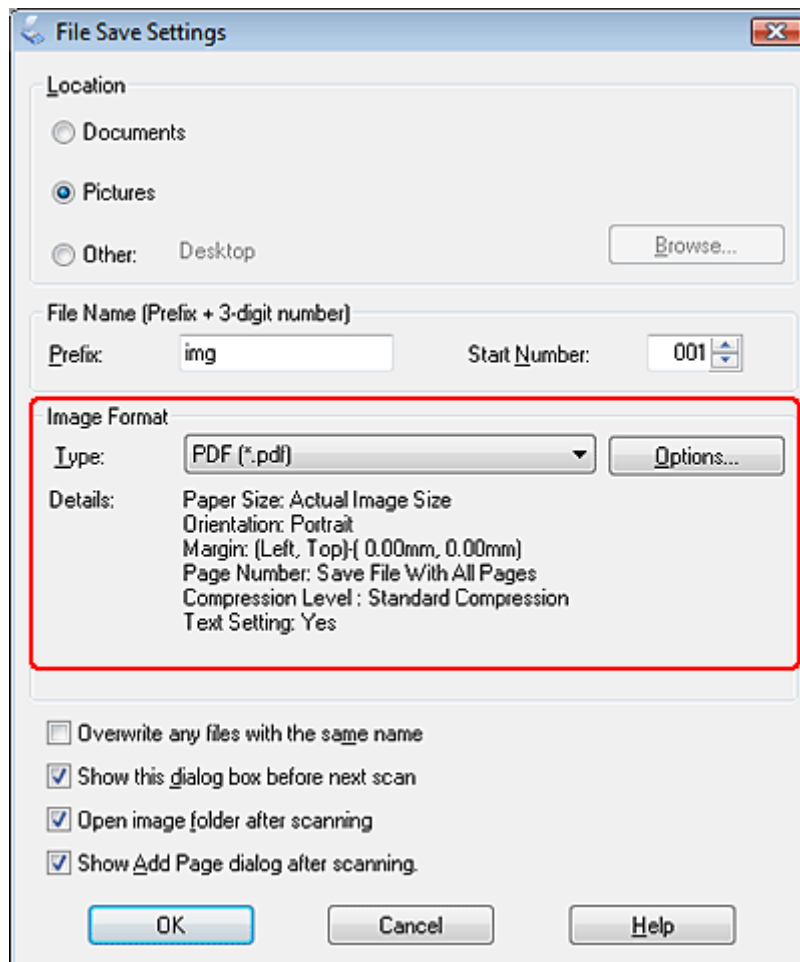 File Save Settings
Location
Documents
Pictures
Other: Desktop Browse...
File Name (Prefix + 3-digit number)
Prefix: img Start Number: 001
Image Format
Type: PDF (*.pdf) Options...
Details: Paper Size: Actual Image Size
Orientation: Portrait
Margin: (Left, Top)-( 0.00mm, 0.00mm)
Page Number: Save File With All Pages
Compression Level : Standard Compression
Text Setting: Yes
Overwrite any files with the same name
Show this dialog box before next scan
Open image folder after scanning
Show Add Page dialog after scanning.
OK Cancel Help